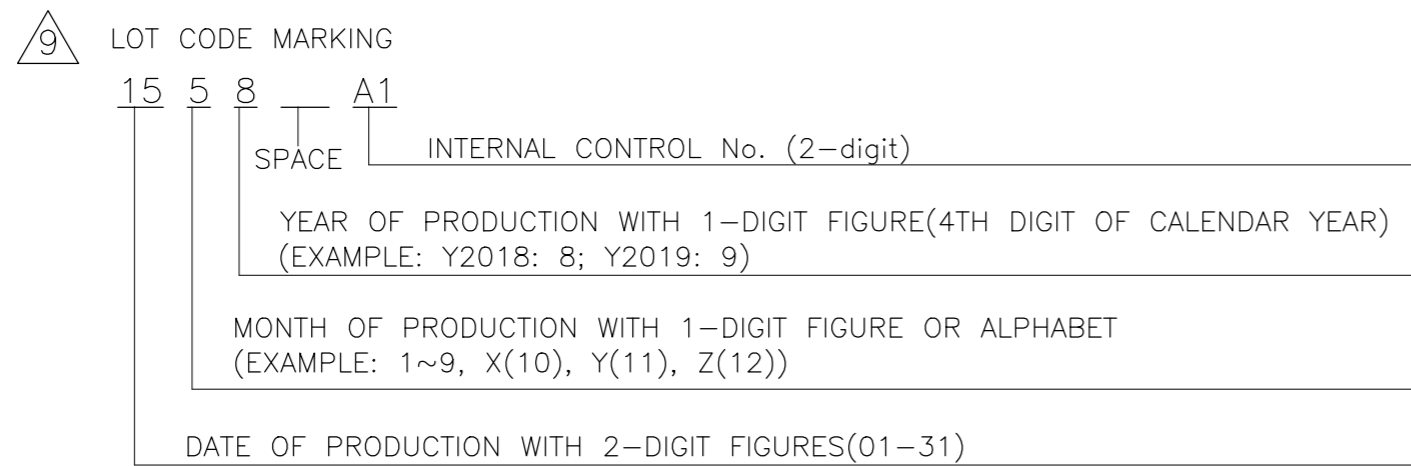 9 LOT CODE MARKING
15 5 8 __ A1
SPACE INTERNAL CONTROL No. (2-digit)
YEAR OF PRODUCTION WITH 1-DIGIT FIGURE(4TH DIGIT OF CALENDAR YEAR)
(EXAMPLE: Y2018: 8; Y2019: 9)
MONTH OF PRODUCTION WITH 1-DIGIT FIGURE OR ALPHABET
(EXAMPLE: 1~9, X(10), Y(11), Z(12))
DATE OF PRODUCTION WITH 2-DIGIT FIGURES(01-31)